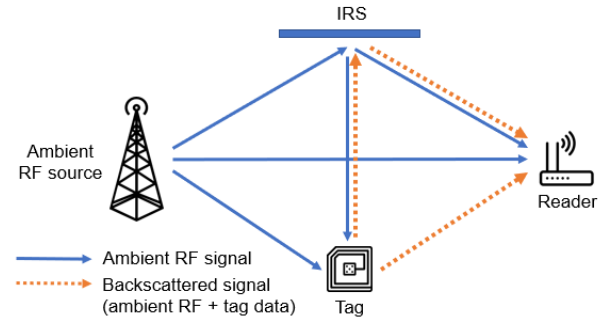 IRS
Ambient
RF source
Reader
Ambient RF signal
Backscattered signal
(ambient RF + tag data)
Tag